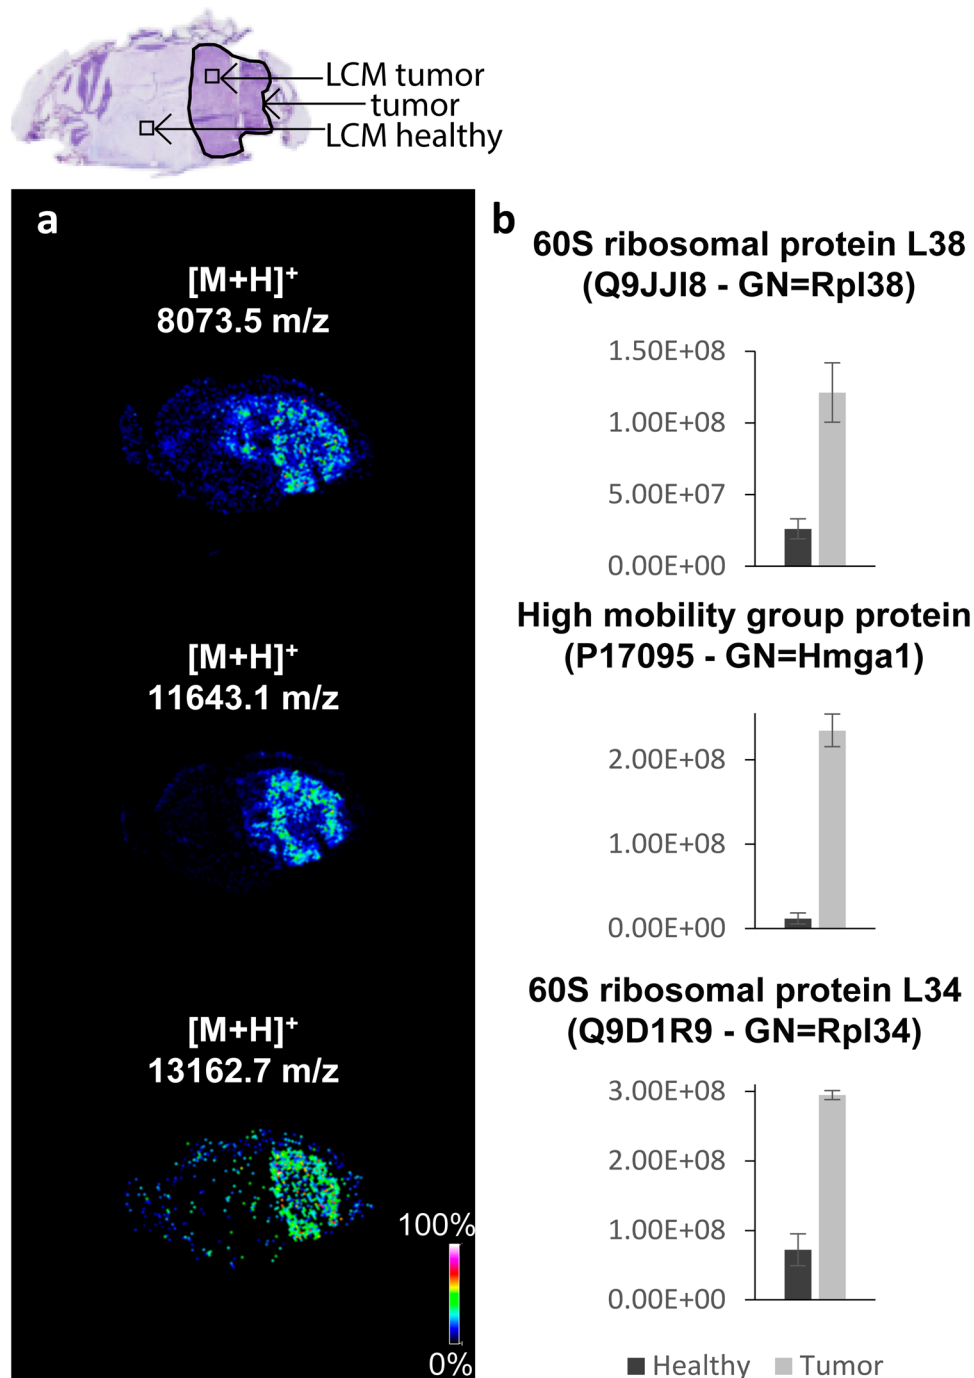 LCM tumor
tumor
LCM healthy
a
[M+H]+
8073.5 m/z
[M+H]+
11643.1 m/z
[M+H]+
13162.7 m/z
100%
0%
b
60S ribosomal protein L38
(Q9JJI8 - GN=Rpl38)
1.50E+08
1.00E+08
5.00E+07
0.00E+00
High mobility group protein
(P17095 - GN=Hmga1)
2.00E+08
1.00E+08
0.00E+00
60S ribosomal protein L34
(Q9D1R9 - GN=Rpl34)
3.00E+08
2.00E+08
1.00E+08
0.00E+00
Healthy Tumor